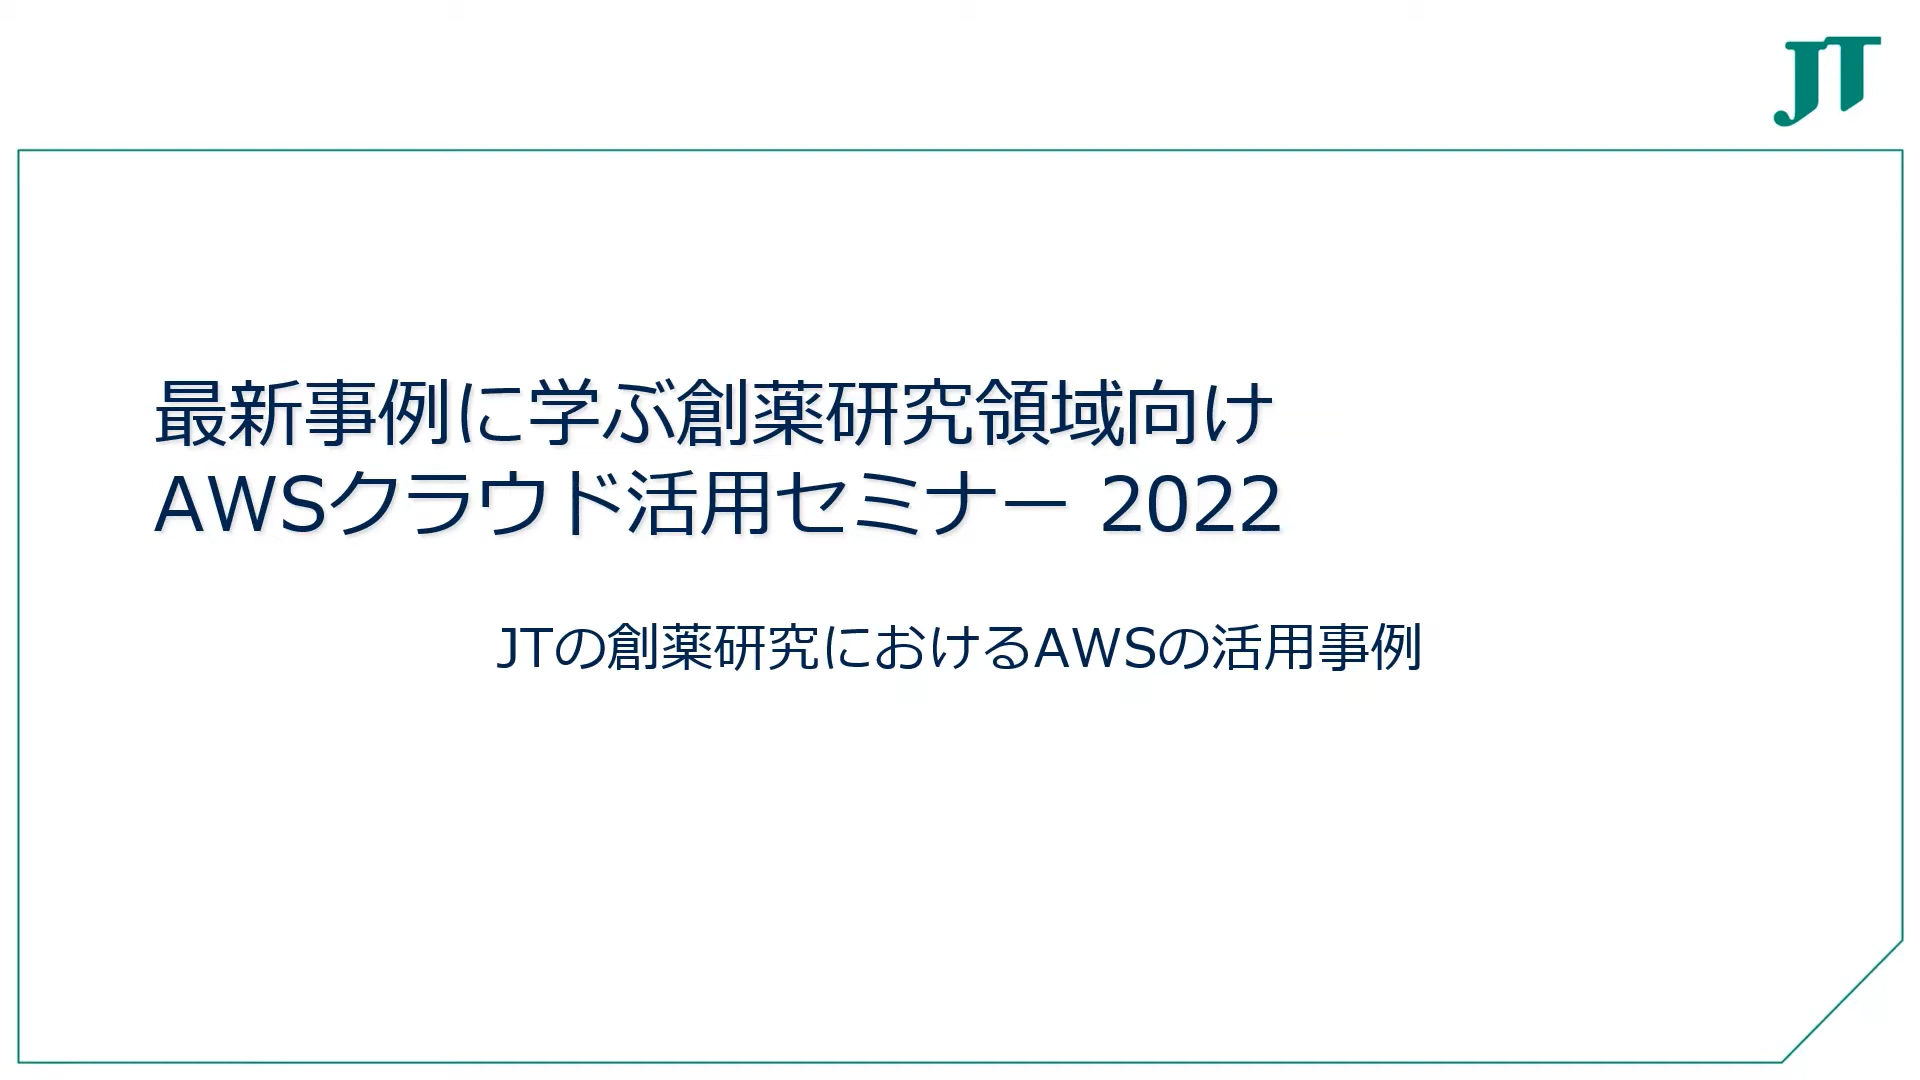 JT
最新事例に学ぶ創薬研究領域向け
AWSクラウド活用セミナー 2022
JTの創薬研究におけるAWSの活用事例